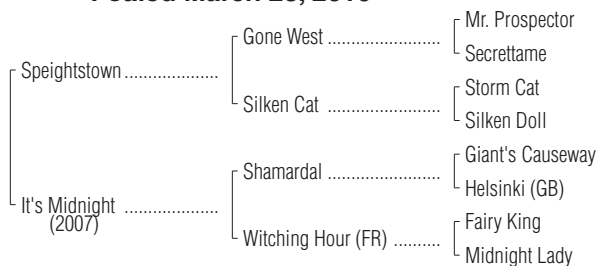 Foaled March
Mr. Prospector
Gone West ........................
Secrettame
Speightstown ....................
Storm Cat
Silken Cat ........................
Silken Doll
Giant's Causeway
Shamardal ........................
Helsinki (GB)
It's Midnight ....................
(2007)
Fairy King
Witching Hour (FR) ..........
Midnight Lady